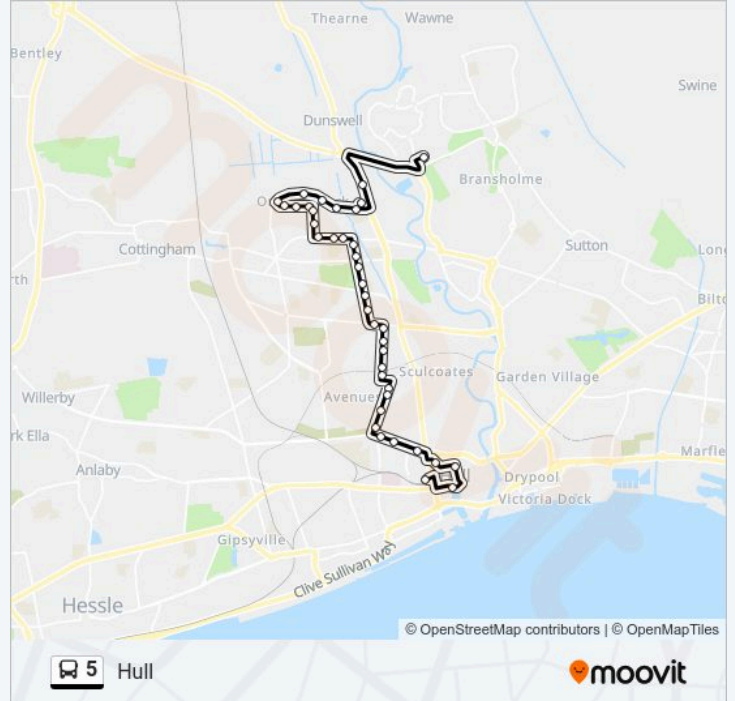 Thearne
Wawne
Bentley
Swine
Dunswell
Bransholme
Cottingham
Sutton
Lon
rth
Bilto
Sculcoates
Garden Village
Willerby
Avenues
rk Ella
Marfle
Anlaby
Drypool
Victoria Dock
Gipsyville
Clive Sullivan Way
Hessle
© OpenStreetMap contributors | © OpenMapTiles
5 Hull
moovit